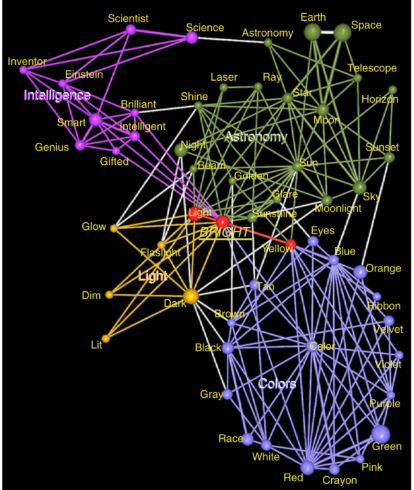 Earth
Scientist
Space
Science
Astronomy
Inventor
Telescope
Einstein
Laser
Ray
Intelligence
Star
Horizon
Shine
Brilliant
Moon
Smart
Intelligent
Astronomy
Genius
Night
Sunset
Gifted
Beam
Sun
Golden
Glare
Sky
Light
Sunshine
Moonlight
Glow
BRIGHT
Eyes
Flaslight
Yellow
Blue
Light
Orange
Tan
Dim
Dark
Ribbon
Brown
Velvet
Lit
Black
Color
Violet
Colors
Gray
Purple
Race
Green
White
Pink
Red
Crayon